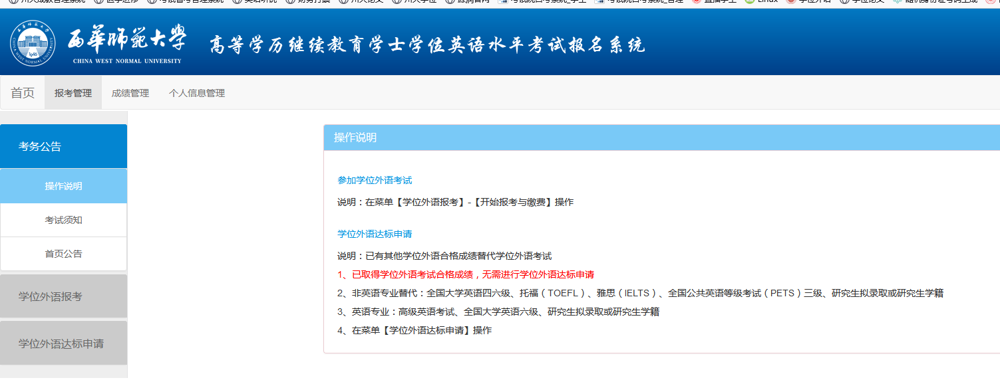 西華师范大学
CHINA WEST NORMAL UNIVERSITY
1946
高等学历继续教育学士学位英语水平考试报名系统
首页
报考管理
成绩管理
个人信息管理
考务公告
操作说明
考试须知
首页公告
学位外语报考
学位外语达标申请
操作说明
参加学位外语考试
说明：在菜单【学位外语报考】-【开始报考与缴费】操作
学位外语达标申请
说明：已有其他学位外语合格成绩替代学位外语考试
1、已取得学位外语考试合格成绩，无需进行学位外语达标申请
2、非英语专业替代：全国大学英语四六级、托福（TOEFL）、雅思（IELTS）、全国公共英语等级考试（PETS）三级、研究生拟录取或研究生学籍
3、英语专业：高级英语考试、全国大学英语六级、研究生拟录取或研究生学籍
4、在菜单【学位外语达标申请】操作